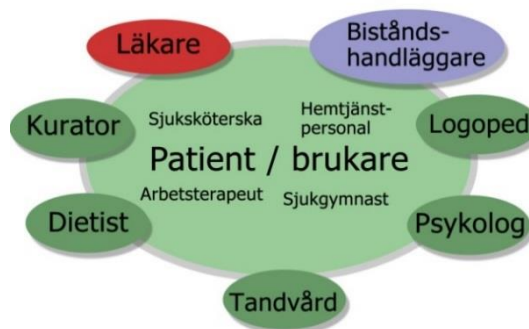 Läkare
Bistånds-
handläggare
Kurator
Sjuksköterska
Hemtjänst-
personal
Logoped
Patient / brukare
Arbetsterapeut
Sjukgymnast
Dietist
Psykolog
Tandvård